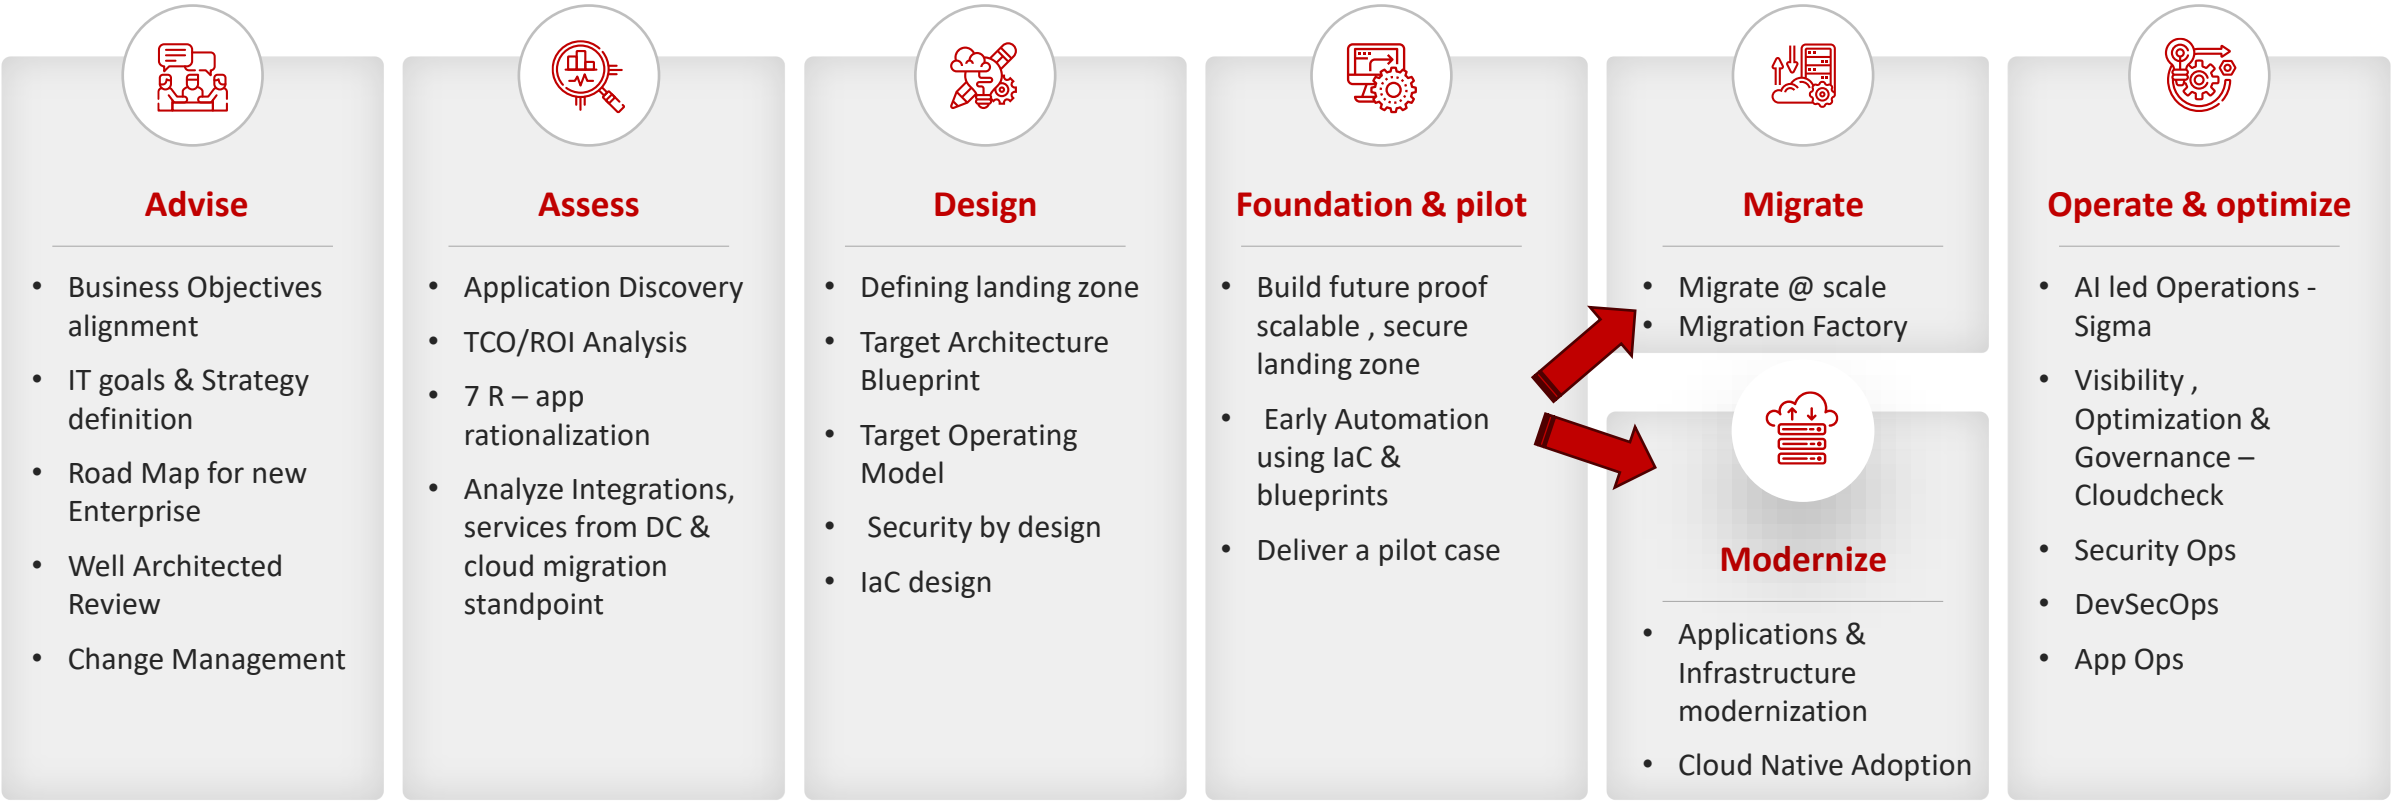 Advise
• Business Objectives
alignment
• IT goals & Strategy
definition
• Road Map for new
Enterprise
• Well Architected
Review
• Change Management
Assess
• Application Discovery
• TCO/ROI Analysis
• 7 R – app
rationalization
• Analyze Integrations,
services from DC &
cloud migration
standpoint
Design
• Defining landing zone
• Target Architecture
Blueprint
• Target Operating
Model
• Security by design
• IaC design
Foundation & pilot
• Build future proof
scalable , secure
landing zone
• Early Automation
using IaC &
blueprints
• Deliver a pilot case
Migrate
• Migrate @ scale
• Migration Factory
Modernize
• Applications &
Infrastructure
modernization
• Cloud Native Adoption
Operate & optimize
• AI led Operations -
Sigma
• Visibility ,
Optimization &
Governance –
Cloudcheck
• Security Ops
• DevSecOps
• App Ops